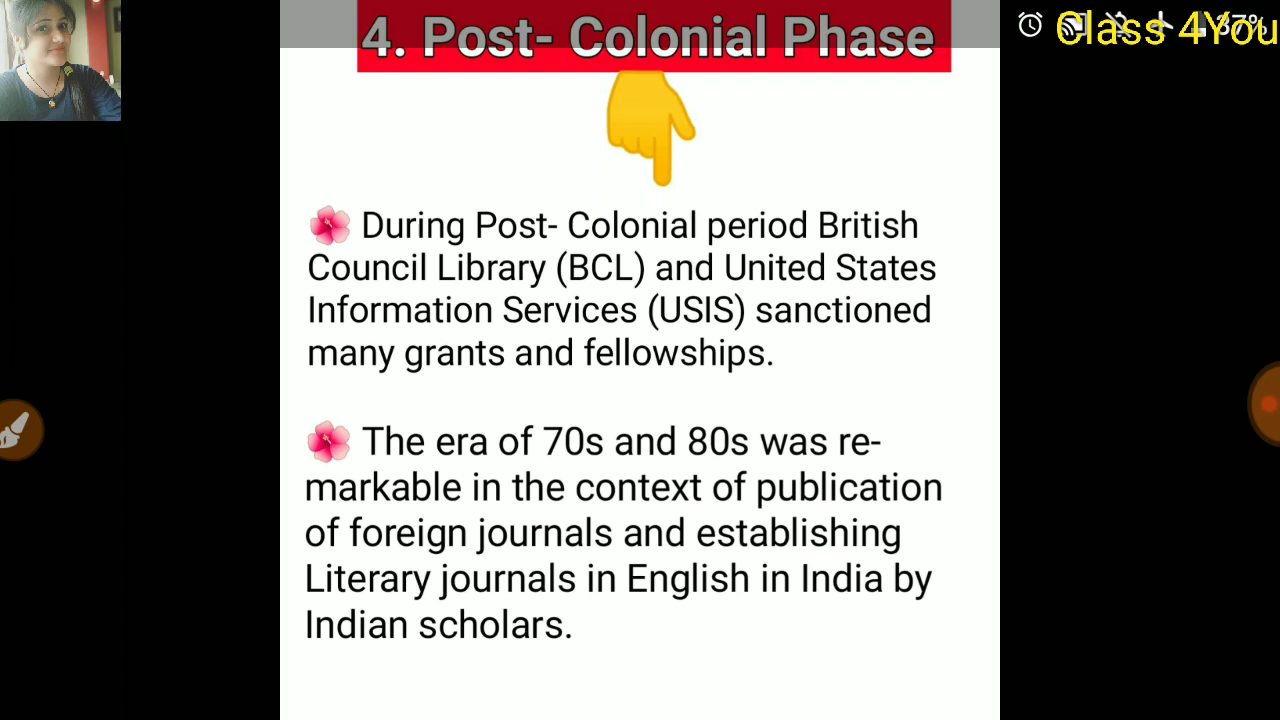 4. Post- Colonial Phase
Class 4You
37%
During Post- Colonial period British
Council Library (BCL) and United States
Information Services (USIS) sanctioned
many grants and fellowships.
The era of 70s and 80s was re-
markable in the context of publication
of foreign journals and establishing
Literary journals in English in India by
Indian scholars.